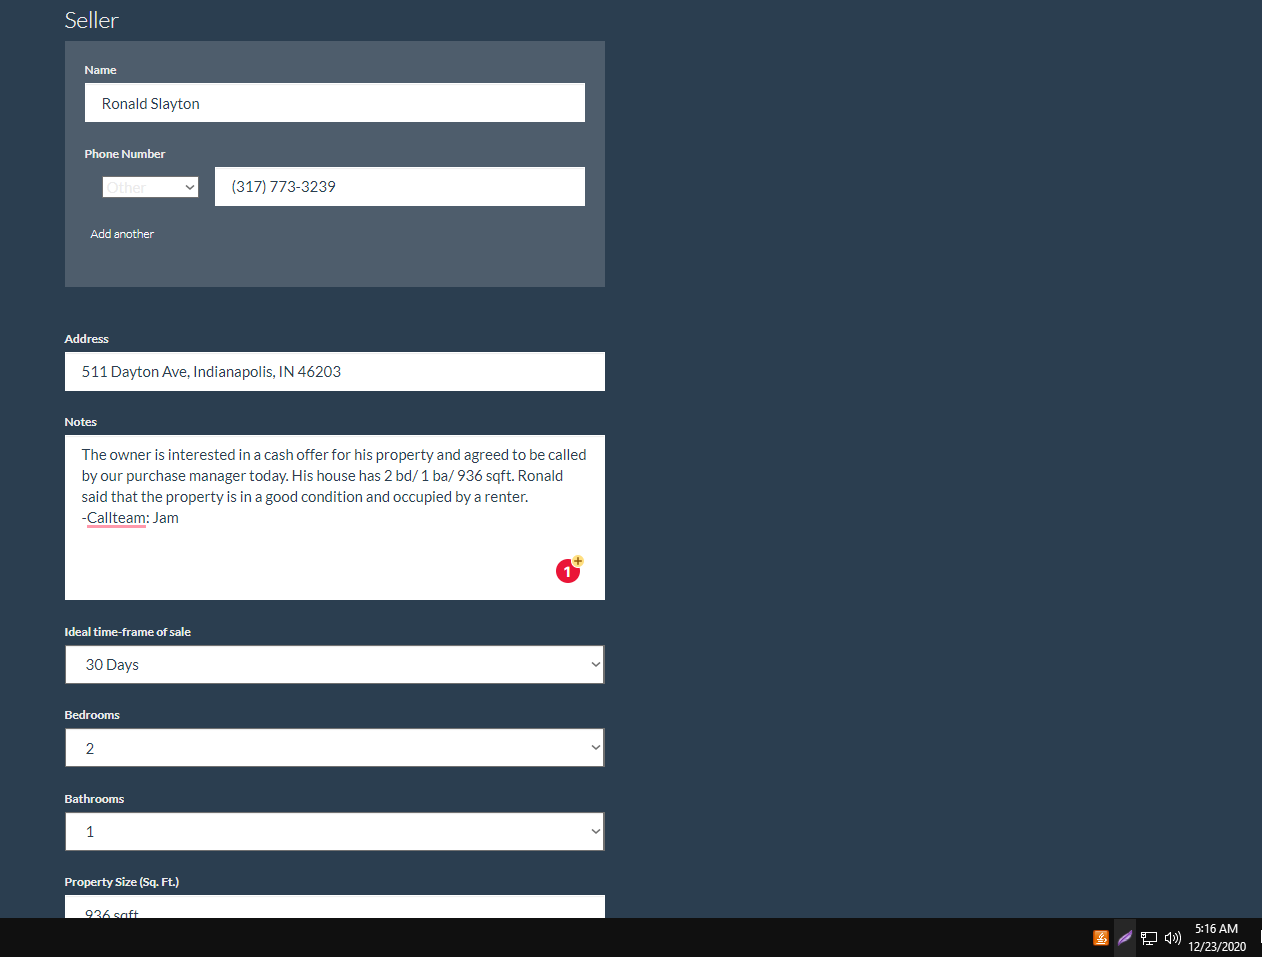 Seller
Name
Ronald Slayton
Phone Number
Other
(317) 773-3239
Add another
Address
511 Dayton Ave, Indianapolis, IN 46203
Notes
The owner is interested in a cash offer for his property and agreed to be called
by our purchase manager today. His house has 2 bd/ 1 ba/ 936 sqft. Ronald
said that the property is in a good condition and occupied by a renter.
-Callteam: Jam
1
+
Ideal time-frame of sale
30 Days
Bedrooms
2
Bathrooms
1
Property Size (Sq. Ft.)
936 sqft
5:16 AM
12/23/2020